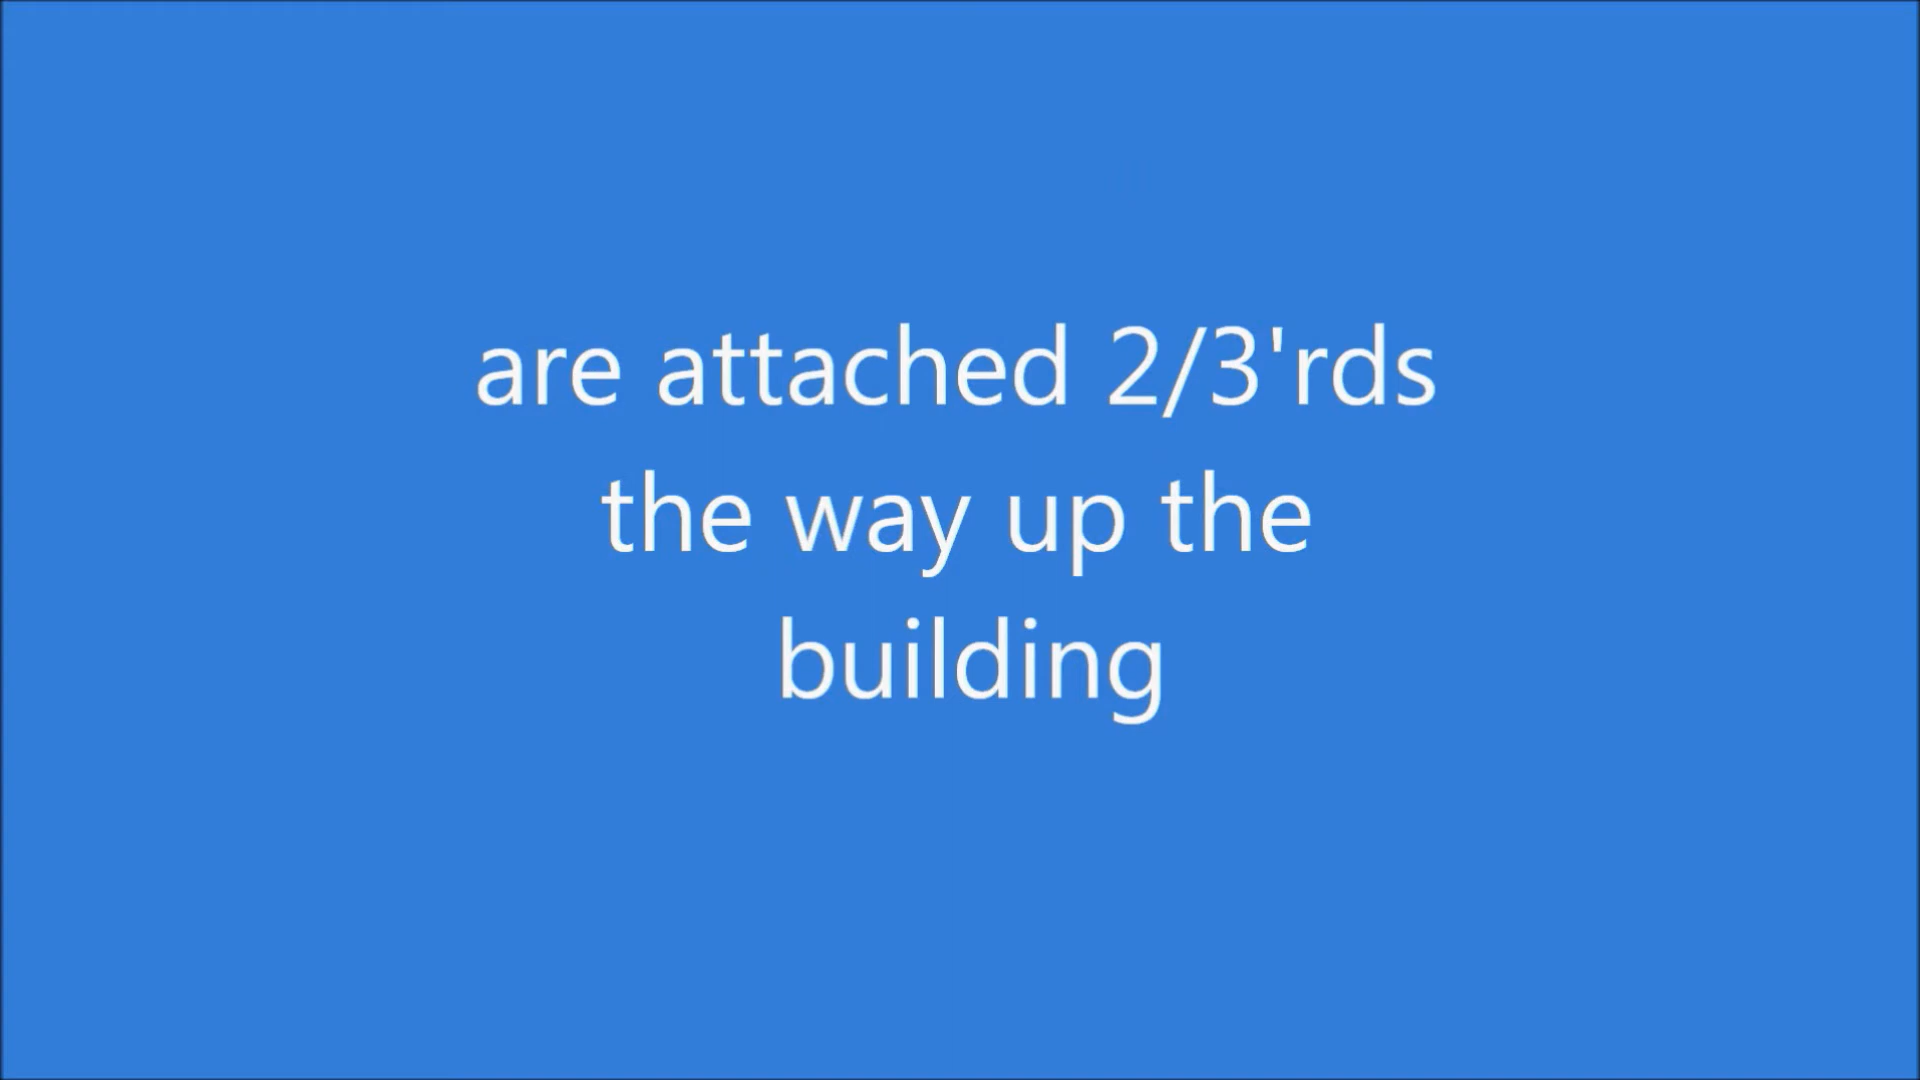 are attached 2/3'rds
the way up the
building